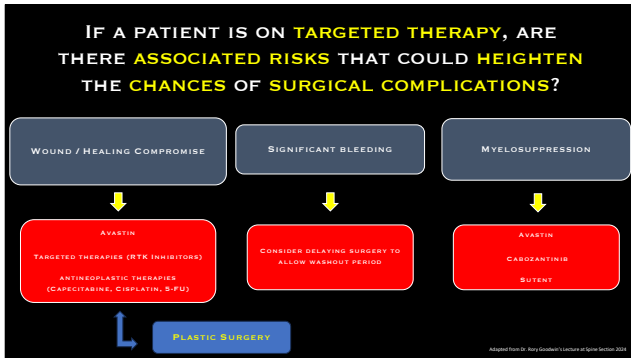 If a patient is on targeted therapy, are
there associated risks that could heighten
the chances of surgical complications?
Wound / Healing Compromise
Significant bleeding
Myelosuppression
Avastin
Targeted therapies (RTK Inhibitors)
antineoplastic therapies
(Capecitabine, Cisplatin, 5-FU)
Consider delaying surgery to
allow washout period
Avastin
Cabozantinib
Sutent
Plastic Surgery
Adapted from Dr. Rory Goodwin's Lecture at Spine Section 2024